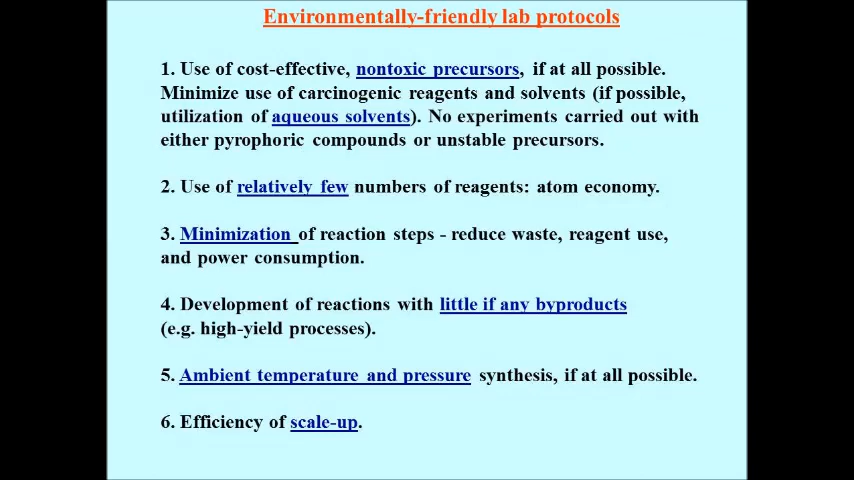 Environmentally-friendly lab protocols
1. Use of cost-effective, nontoxic precursors, if at all possible.
Minimize use of carcinogenic reagents and solvents (if possible,
utilization of aqueous solvents). No experiments carried out with
either pyrophoric compounds or unstable precursors.
2. Use of relatively few numbers of reagents: atom economy.
3. Minimization of reaction steps - reduce waste, reagent use,
and power consumption.
4. Development of reactions with little if any byproducts
(e.g. high-yield processes).
5. Ambient temperature and pressure synthesis, if at all possible.
6. Efficiency of scale-up.